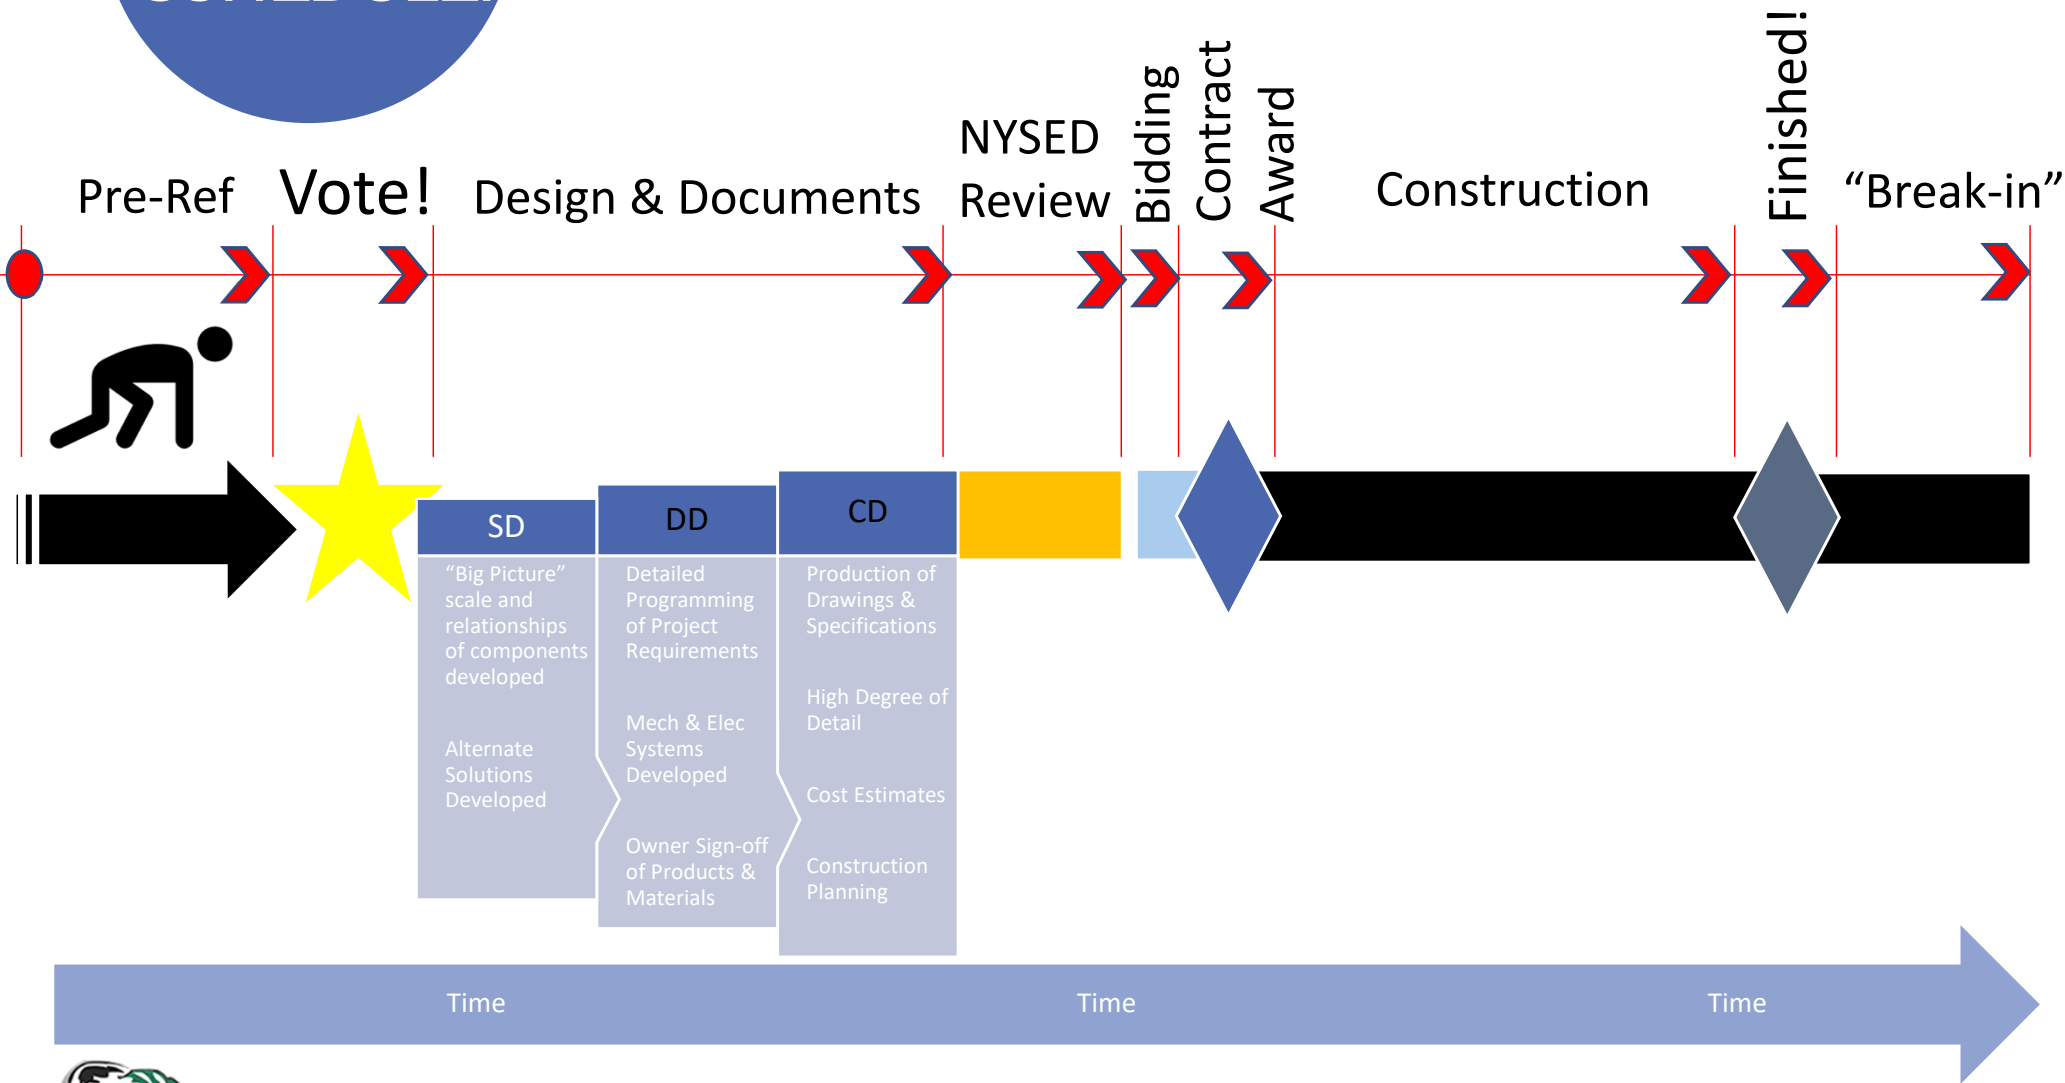 Pre-Ref
Vote!
Design & Documents
NYSED
Review
Bidding
Contract
Award
Construction
Finished!
“Break-in”
SD
“Big Picture”
scale and
relationships
of components
developed
Alternate
Solutions
Developed
DD
Detailed
Programming
of Project
Requirements
Mech & Elec
Systems
Developed
Owner Sign-off
of Products &
Materials
CD
Production of
Drawings &
Specifications
High Degree of
Detail
Cost Estimates
Construction
Planning
Time
Time
Time